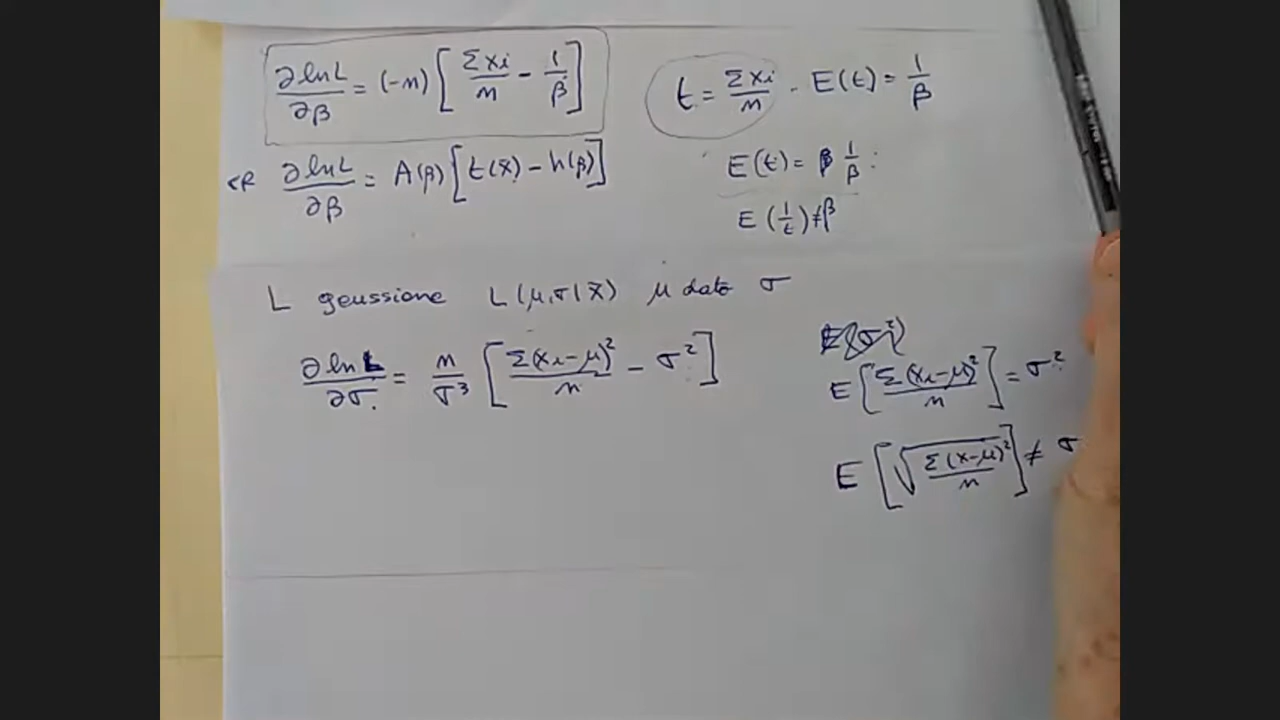 ∂lnL/∂β = (-n) [ Σxi/n - 1/β ]
t = Σxi/n - E(t) = 1/β
CR ∂lnL/∂β = A(β) [ t(x̄) - h(β) ]
E(t) = 1/β :
E(1/t) ≠ β
L geussione L(μ,σ|x̄) μ dato σ
∂lnL/∂σ = n/σ³ [ Σ(xi-μ)²/n - σ² ]
E [ Σ(xi-μ)²/n ] = σ²
E [ √(Σ(x-μ)²/n) ] ≠ σ